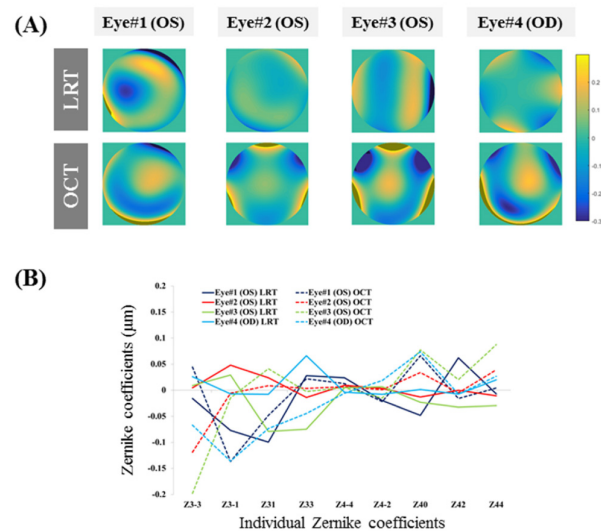 (A)
Eye#1 (OS) Eye#2 (OS) Eye#3 (OS) Eye#4 (OD)
LRT
OCT
0.2
0.1
0
-0.1
-0.2
-0.3
(B)
Eye#1 (OS) LRT Eye#1 (OS) OCT
Eye#2 (OS) LRT Eye#2 (OS) OCT
Eye#3 (OS) LRT Eye#3 (OS) OCT
Eye#4 (OD) LRT Eye#4 (OD) OCT
Zernike coefficients (µm)
0.2
0.15
0.1
0.05
0
-0.05
-0.1
-0.15
-0.2
Z3-3 Z3-1 Z31 Z33 Z4-4 Z4-2 Z40 Z42 Z44
Individual Zernike coefficients